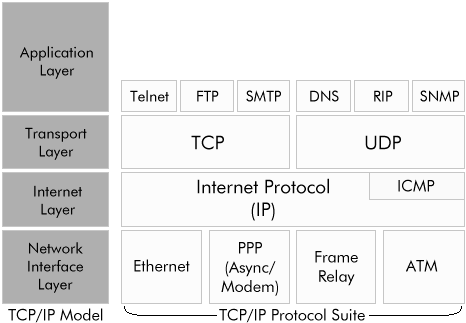 Application
Layer
Telnet
FTP
SMTP
DNS
RIP
SNMP
Transport
Layer
TCP
UDP
Internet
Layer
Internet Protocol
(IP)
ICMP
Network
Interface
Layer
Ethernet
PPP
(Async/
Modem)
Frame
Relay
ATM
TCP/IP Model
TCP/IP Protocol Suite